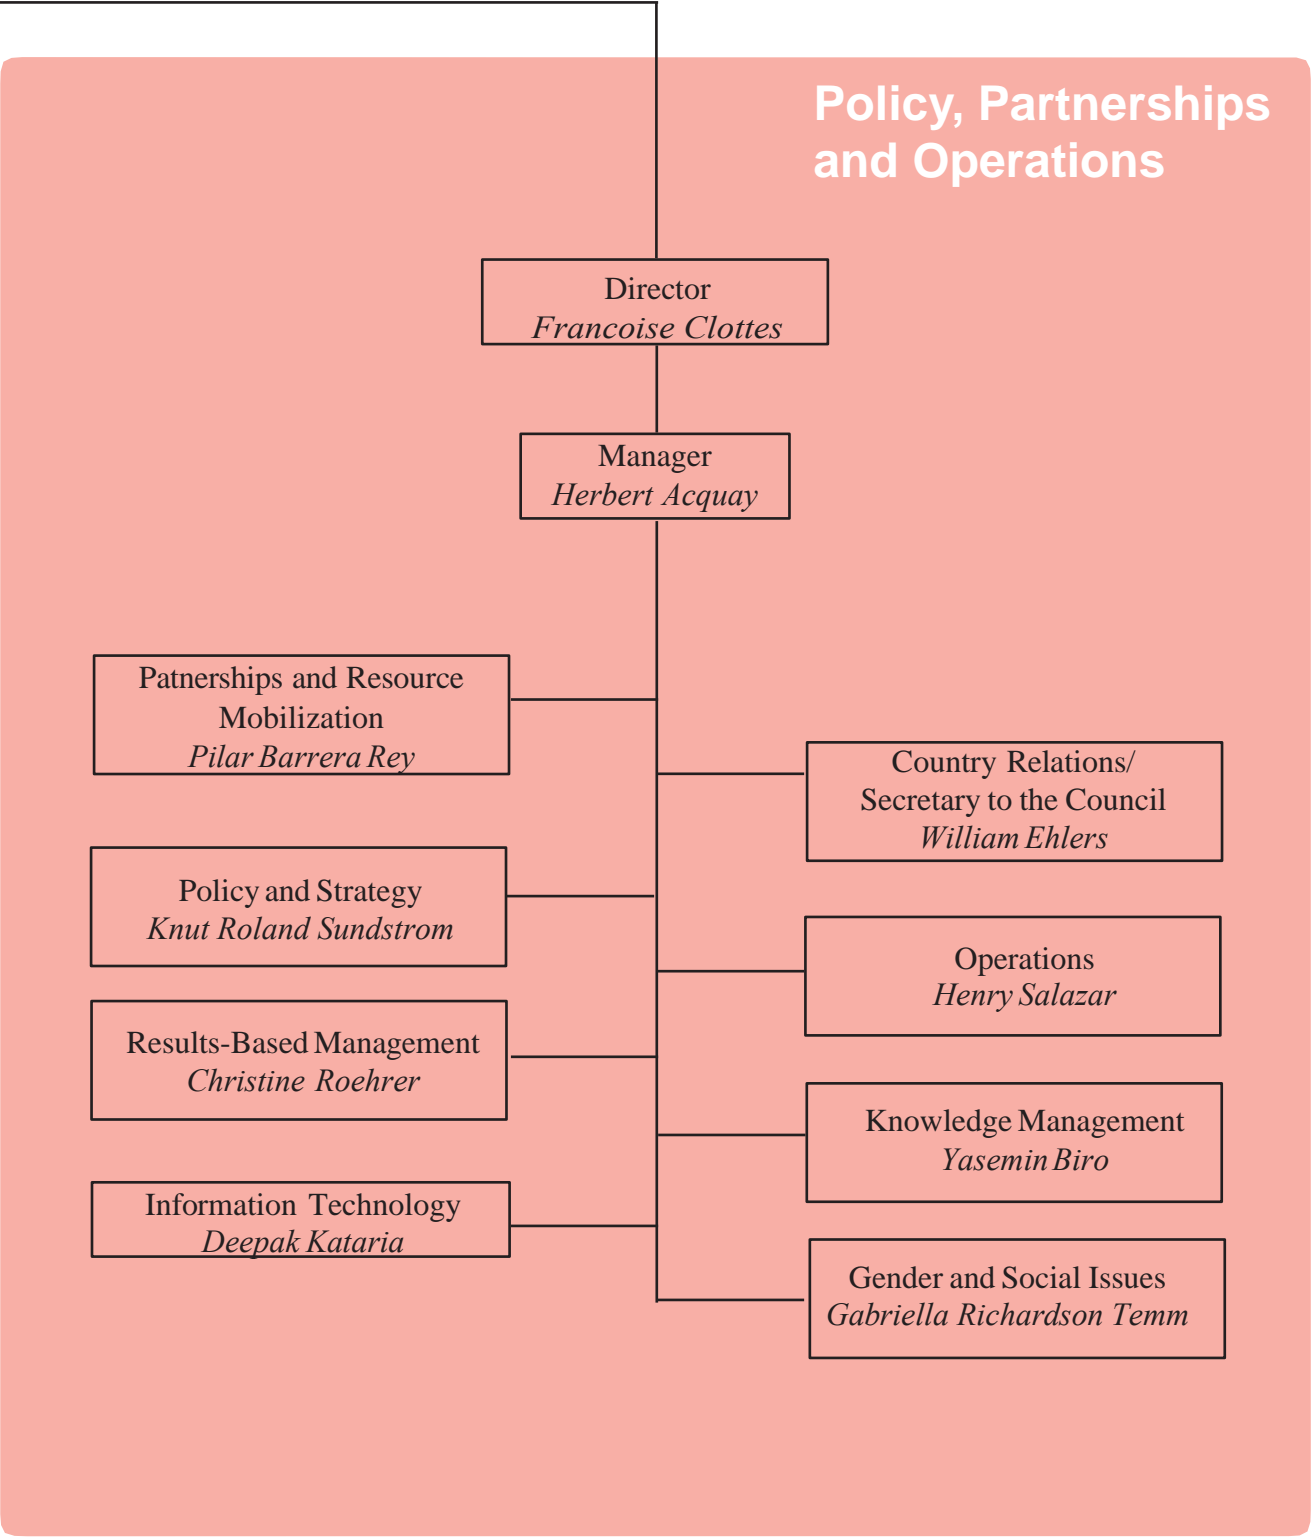 Policy, Partnerships
and Operations
Director
Francoise Clottes
Manager
Herbert Acquay
Patnerships and Resource
Mobilization
Pilar Barrera Rey
Country Relations/
Secretary to the Council
William Ehlers
Policy and Strategy
Knut Roland Sundstrom
Operations
Henry Salazar
Results-Based Management
Christine Roehrer
Knowledge Management
Yasemin Biro
Information Technology
Deepak Kataria
Gender and Social Issues
Gabriella Richardson Temm